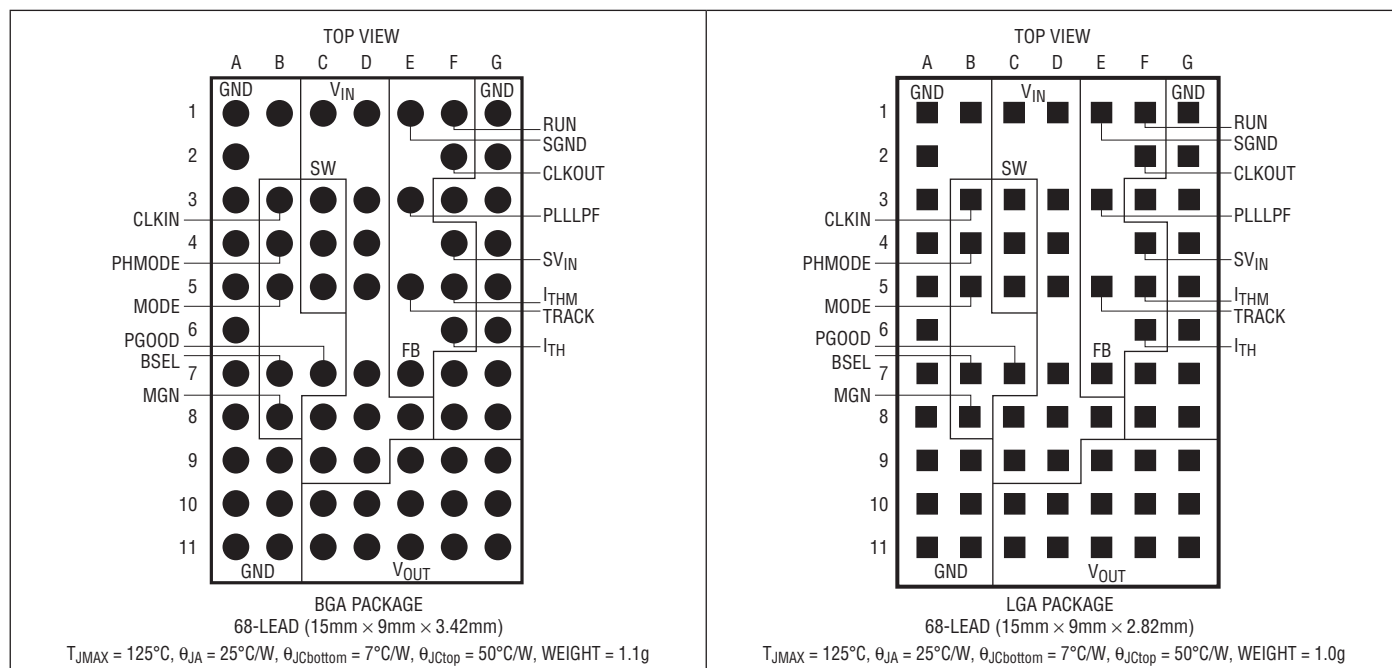 TOP VIEW
A B C D E F G
GND V_IN GND
1
RUN
SGND
2
SW
CLKOUT
3
CLKIN
PLLLPF
4
PHMODE
SV_IN
5
MODE
I_THM
TRACK
6
PGOOD
I_TH
BSEL
FB
7
MGN
8
9
10
11
GND V_OUT
BGA PACKAGE
68-LEAD (15mm × 9mm × 3.42mm)
T_JMAX = 125°C, θ_JA = 25°C/W, θ_JCbottom = 7°C/W, θ_JCtop = 50°C/W, WEIGHT = 1.1g
TOP VIEW
A B C D E F G
GND V_IN GND
1
RUN
SGND
2
SW
CLKOUT
3
CLKIN
PLLLPF
4
PHMODE
SV_IN
5
MODE
I_THM
TRACK
6
PGOOD
I_TH
BSEL
FB
7
MGN
8
9
10
11
GND V_OUT
LGA PACKAGE
68-LEAD (15mm × 9mm × 2.82mm)
T_JMAX = 125°C, θ_JA = 25°C/W, θ_JCbottom = 7°C/W, θ_JCtop = 50°C/W, WEIGHT = 1.0g